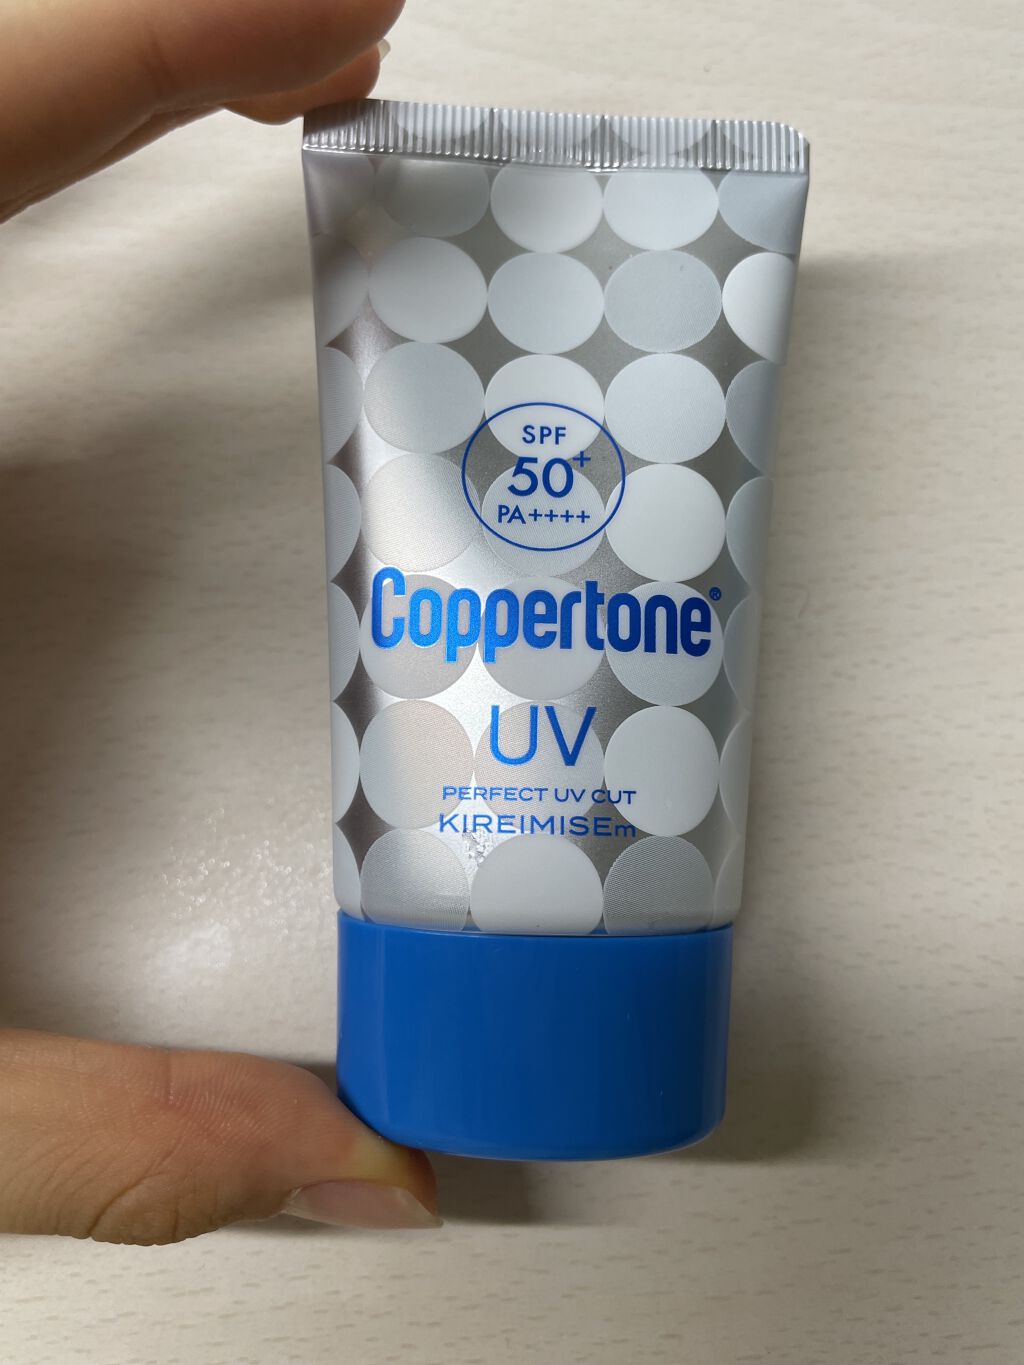 SPF
50+
PA++++
Coppertone®
UV
PERFECT UV CUT
KIREIMISEm